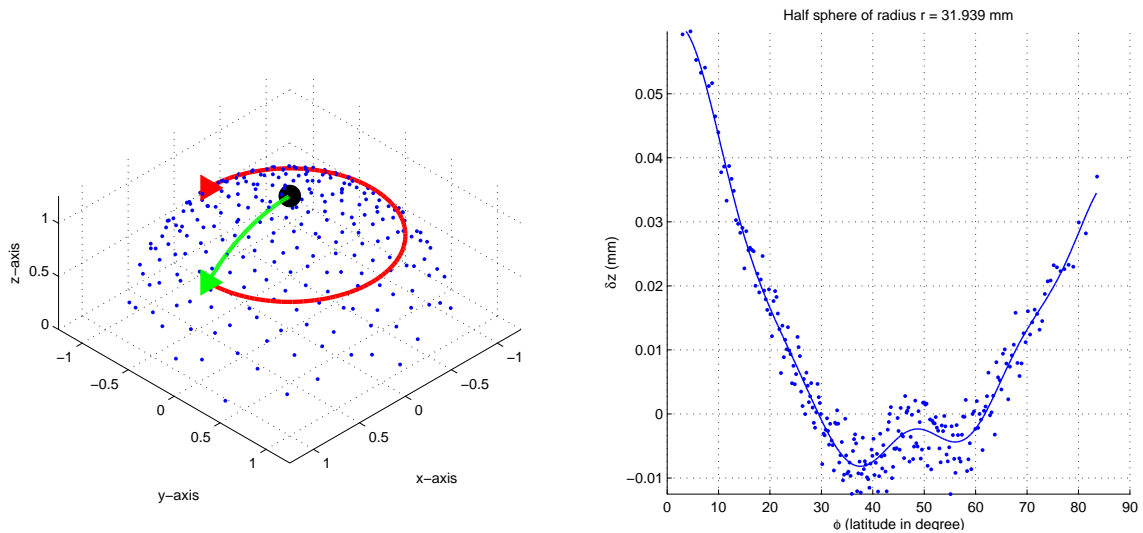 1
0.5
0
z−axis
−1
−0.5
0
0.5
1
y−axis
−1
−0.5
0
0.5
1
x−axis
Half sphere of radius r = 31.939 mm
0.05
0.04
0.03
0.02
0.01
0
−0.01
δz (mm)
0 10 20 30 40 50 60 70 80 90
ϕ (latitude in degree)